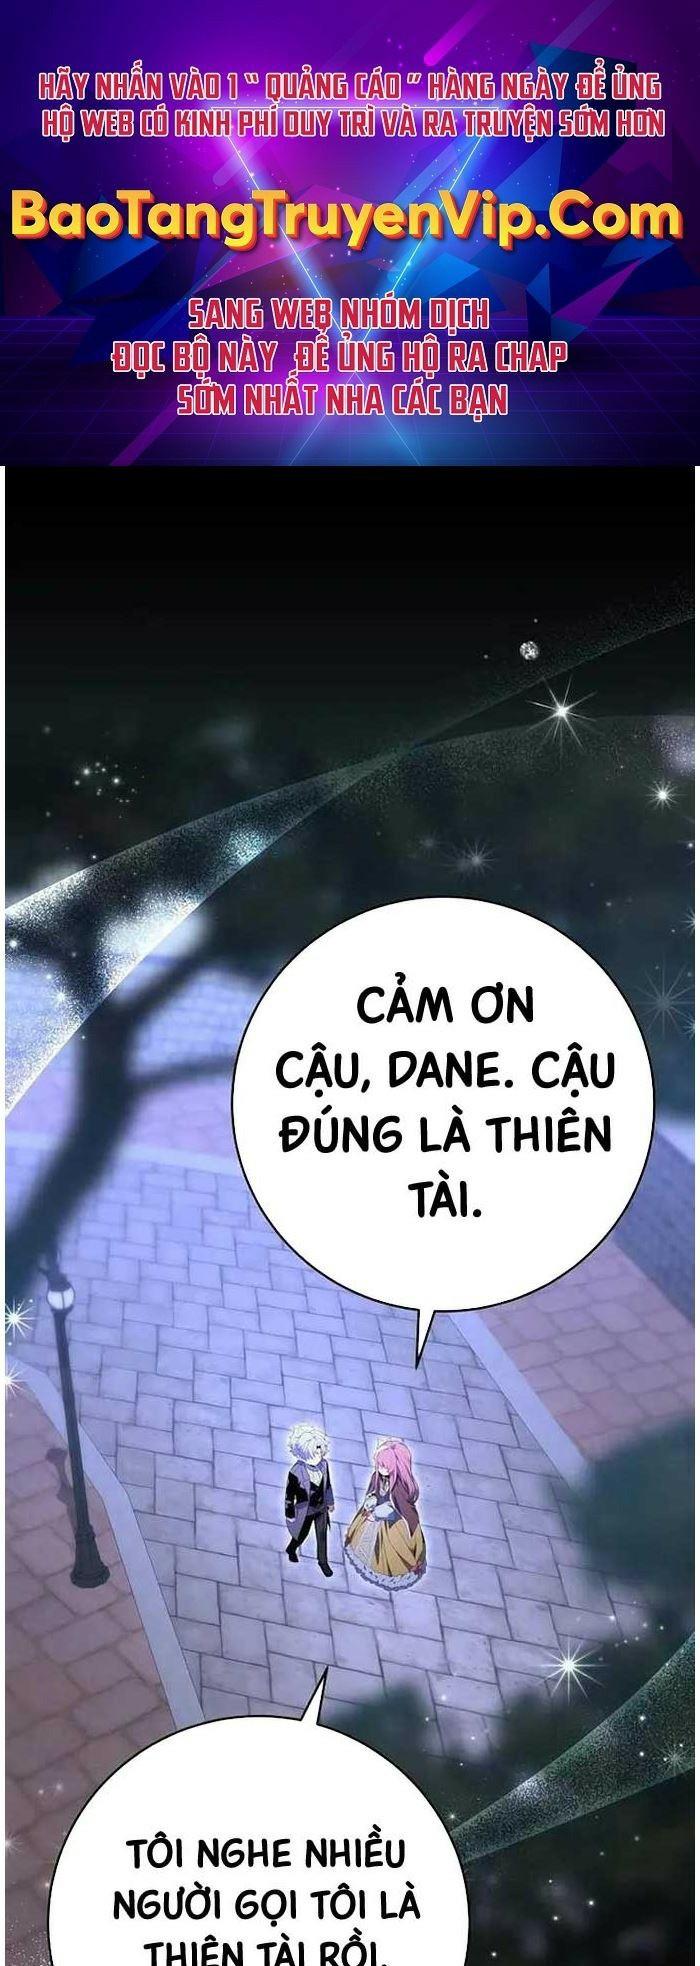 HÃY NHẤN VÀO 1 " QUẢNG CÁO " HÀNG NGÀY ĐỂ ỦNG
HỘ WEB CÓ KINH PHÍ DUY TRÌ VÀ RA TRUYỆN SỚM HƠN
BaoTangTruyenVip.Com
SANG WEB NHÓM DỊCH
ĐỌC BỘ NÀY ĐỂ ỦNG HỘ RA CHAP
SỚM NHẤT NHA CÁC BẠN
CẢM ƠN
CẬU, DANE. CẬU
ĐÚNG LÀ THIÊN
TÀI.
TÔI NGHE NHIỀU
NGƯỜI GỌI TÔI LÀ
THIÊN TÀI RỒI.